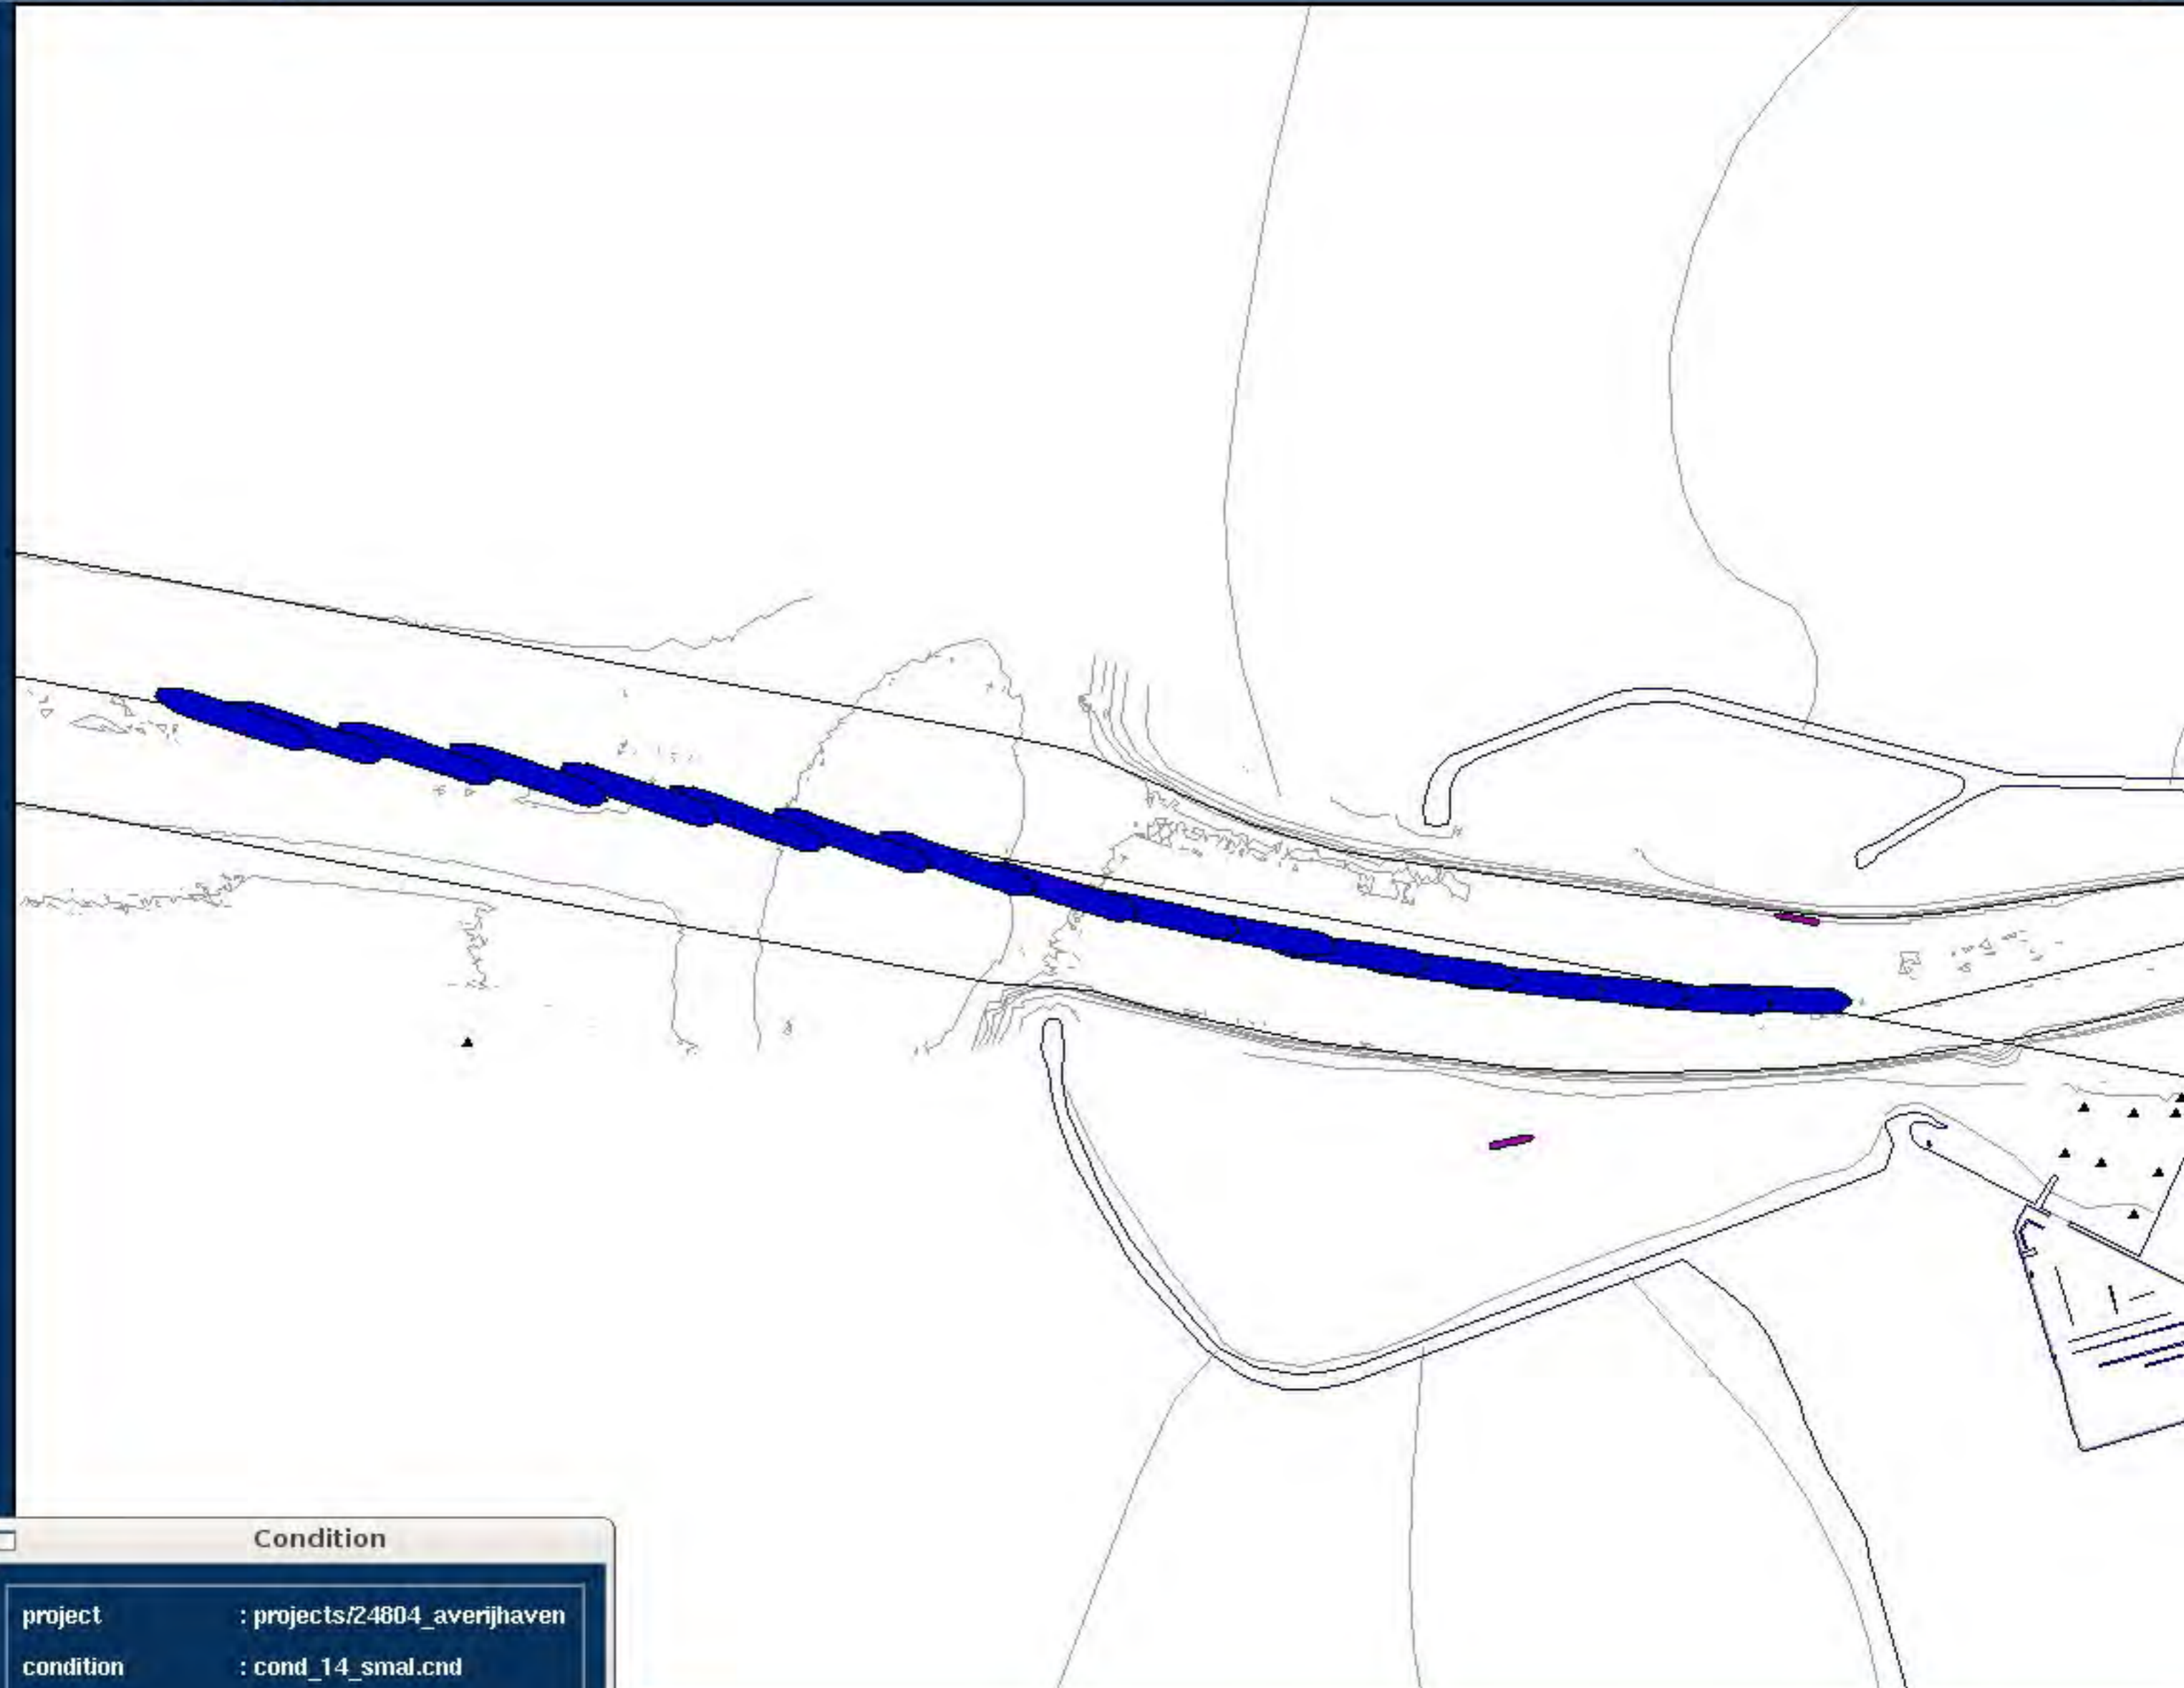 Condition
project : projects/24804_averijhaven
condition : cond_14_smal.cnd